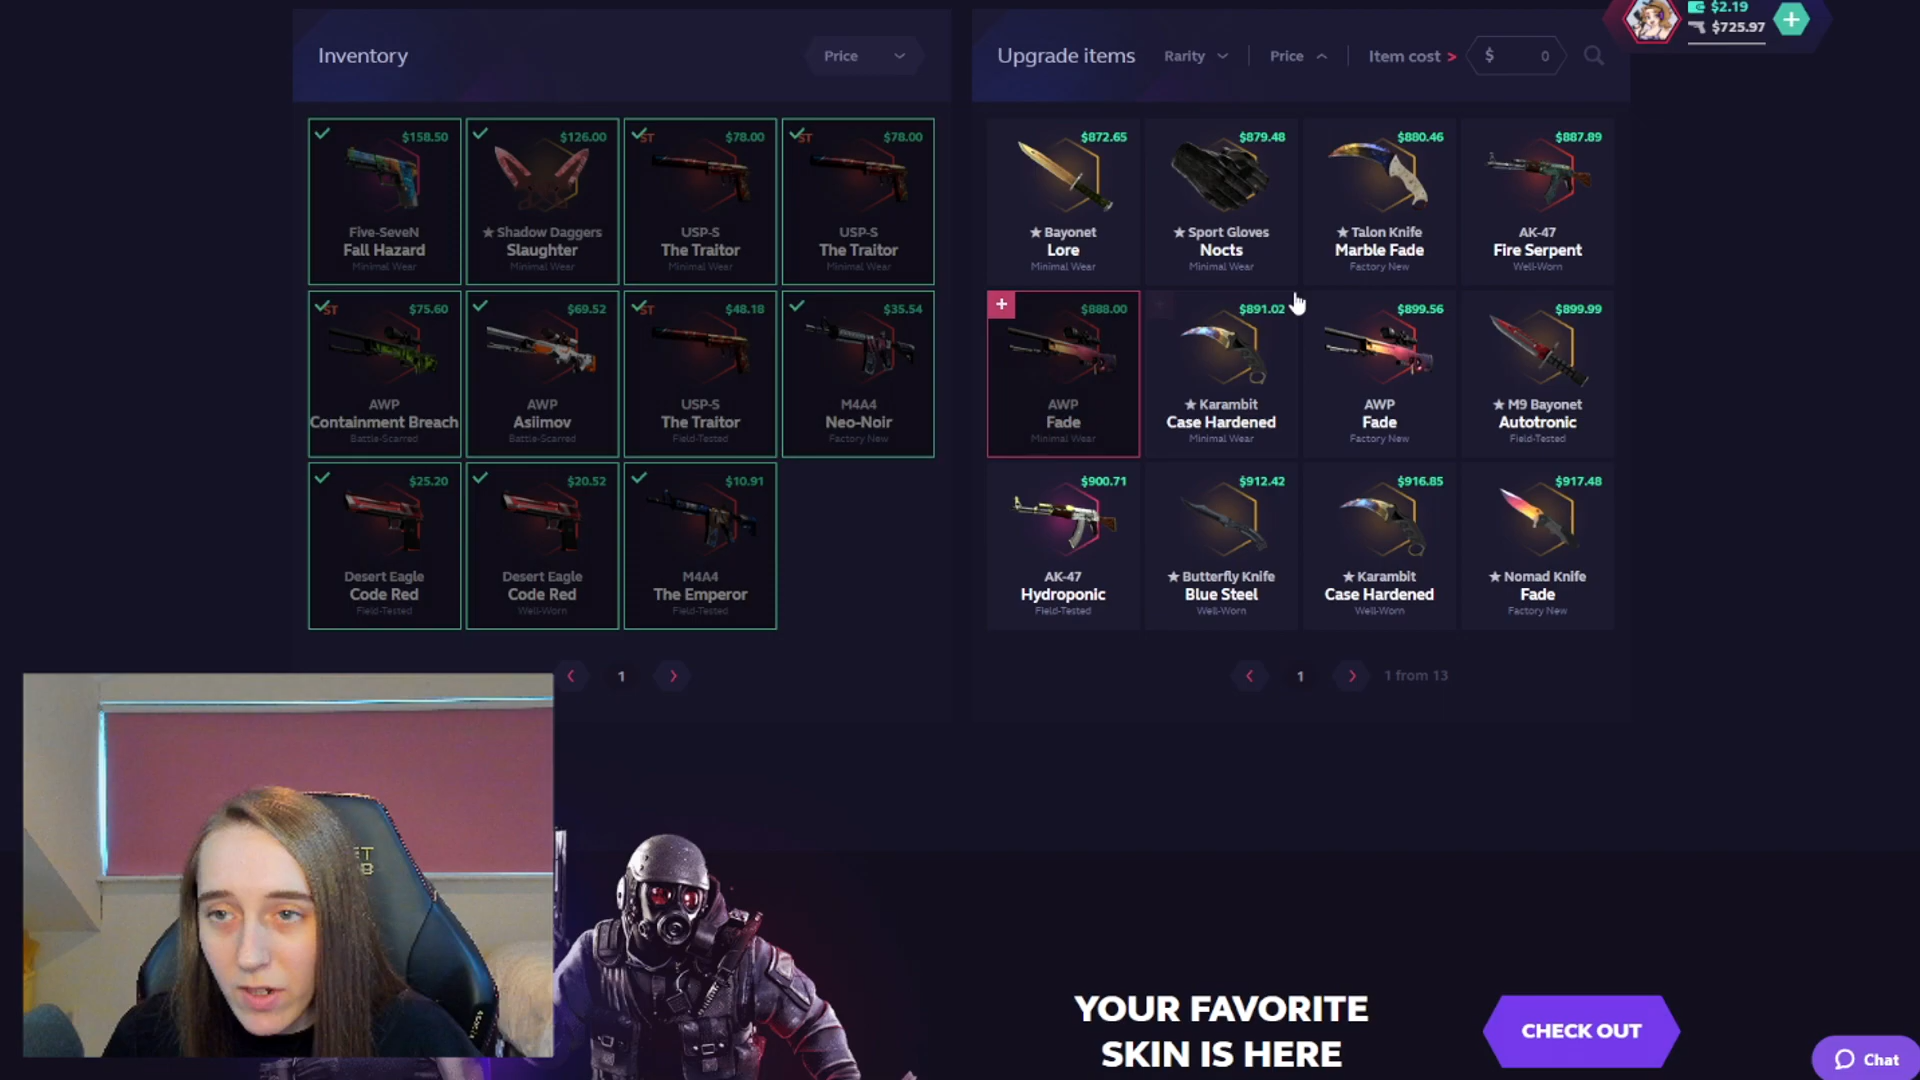 $2.19
$725.97
Inventory
Price
Upgrade items
Rarity
Price
Item cost >
$ 0
$158.50
Five-SeveN
Fall Hazard
Minimal Wear
$126.00
★ Shadow Daggers
Slaughter
Minimal Wear
ST
$78.00
USP-S
The Traitor
Minimal Wear
ST
$78.00
USP-S
The Traitor
Minimal Wear
ST
$75.60
AWP
Containment Breach
Battle-Scarred
$69.52
AWP
Asiimov
Battle-Scarred
ST
$48.18
USP-S
The Traitor
Field-Tested
$35.54
M4A4
Neo-Noir
Factory New
$25.20
Desert Eagle
Code Red
Field-Tested
$20.52
Desert Eagle
Code Red
Well-Worn
$10.91
M4A4
The Emperor
Field-Tested
1
$872.65
★ Bayonet
Lore
Minimal Wear
$879.48
★ Sport Gloves
Nocts
Minimal Wear
$880.46
★ Talon Knife
Marble Fade
Factory New
$887.89
AK-47
Fire Serpent
Well-Worn
$888.00
AWP
Fade
Minimal Wear
$891.02
★ Karambit
Case Hardened
Minimal Wear
$899.56
AWP
Fade
Factory New
$899.99
★ M9 Bayonet
Autotronic
Field-Tested
$900.71
AK-47
Hydroponic
Field-Tested
$912.42
★ Butterfly Knife
Blue Steel
Well-Worn
$916.85
★ Karambit
Case Hardened
Well-Worn
$917.48
★ Nomad Knife
Fade
Factory New
1
1 from 13
YOUR FAVORITE
SKIN IS HERE
CHECK OUT
Chat